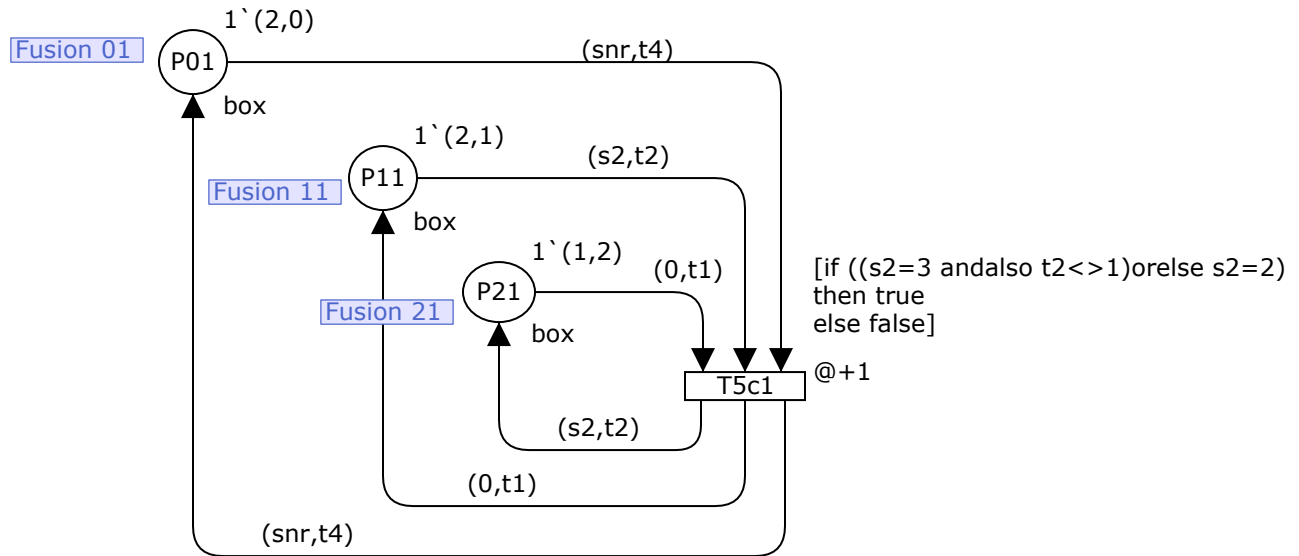 1`(2,0)
Fusion 01
P01
(snr,t4)
box
1`(2,1)
(s2,t2)
P11
Fusion 11
box
1`(1,2)
(0,t1)
P21
Fusion 21
box
[if ((s2=3 andalso t2<>1)orelse s2=2)
then true
else false]
T5c1
@+1
(s2,t2)
(0,t1)
(snr,t4)